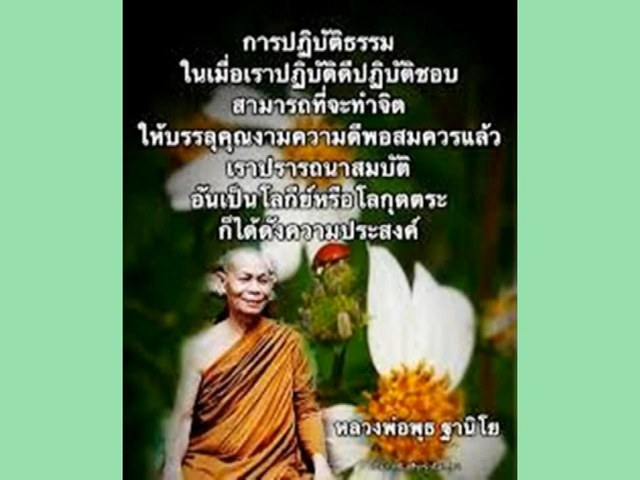 การปฏิบัติธรรม
ในเมื่อเราปฏิบัติดีปฏิบัติชอบ
สามารถที่จะทำจิต
ให้บรรลุคุณงามความดีพอสมควรแล้ว
เราปรารถนาสมบัติ
อันเป็นโลกีย์หรือโลกุตตระ
ก็ได้ดังความประสงค์
หลวงพ่อพุธ ฐานิโย